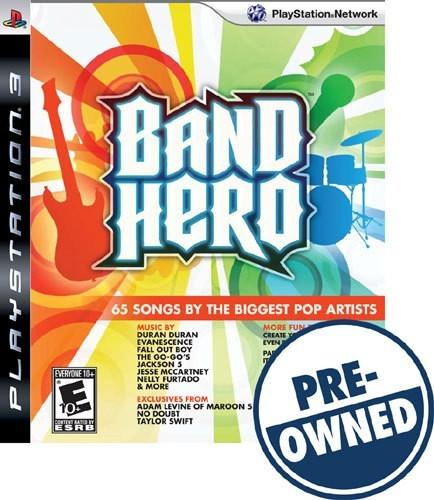 PlayStation®Network
PLAYSTATION 3
BAND
HERO
™
65 SONGS BY THE BIGGEST POP ARTISTS
MUSIC BY
DURAN DURAN
EVANESCENCE
FALL OUT BOY
THE GO-GO'S
JACKSON 5
JESSE McCARTNEY
NELLY FURTADO
& MORE
EXCLUSIVES FROM
ADAM LEVINE OF MAROON 5
NO DOUBT
TAYLOR SWIFT
MORE FUN
CREATE
EVERYONE 10+
E
10+
CONTENT RATED BY
ESRB
PRE-
OWNED